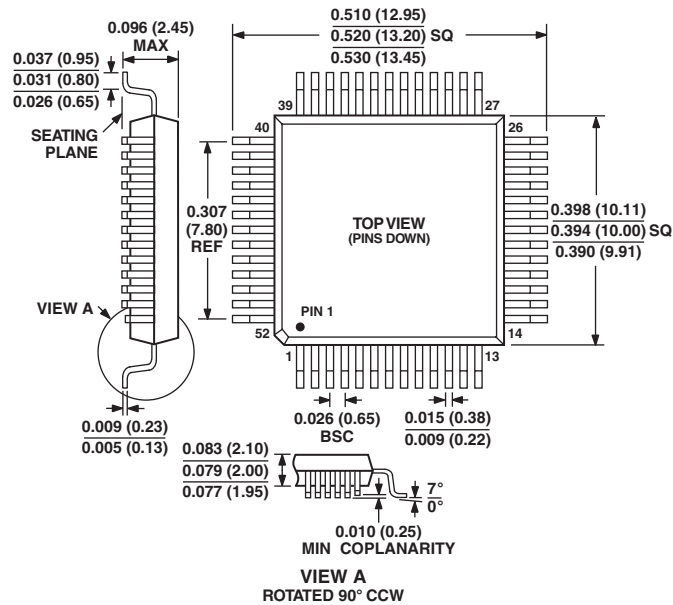 0.510 (12.95)
0.520 (13.20) SQ
0.530 (13.45)
0.096 (2.45)
MAX
0.037 (0.95)
0.031 (0.80)
0.026 (0.65)
39
27
SEATING
PLANE
40
26
0.307
(7.80)
REF
TOP VIEW
(PINS DOWN)
0.398 (10.11)
0.394 (10.00) SQ
0.390 (9.91)
VIEW A
PIN 1
52
14
1
13
0.009 (0.23)
0.005 (0.13)
0.026 (0.65)
BSC
0.015 (0.38)
0.009 (0.22)
0.083 (2.10)
0.079 (2.00)
0.077 (1.95)
7°
0°
0.010 (0.25)
MIN COPLANARITY
VIEW A
ROTATED 90° CCW